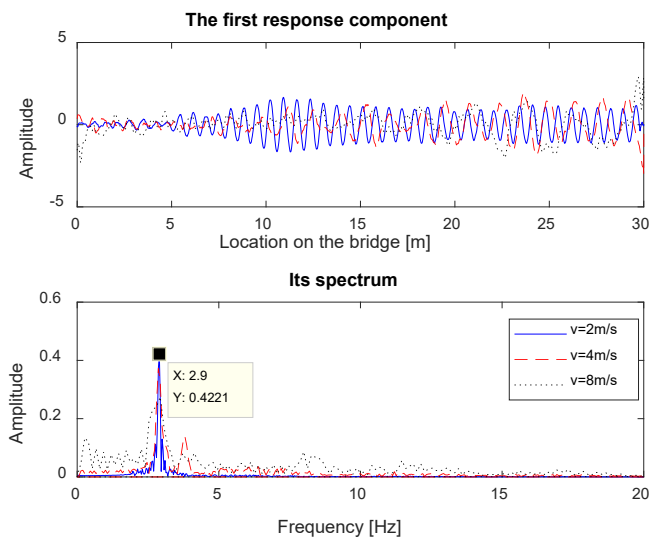 The first response component
5
0
-5
Amplitude
0
5
10
15
20
25
30
Location on the bridge [m]
Its spectrum
0.6
0.4
0.2
0
Amplitude
X: 2.9
Y: 0.4221
v=2m/s
v=4m/s
v=8m/s
0
5
10
15
20
Frequency [Hz]